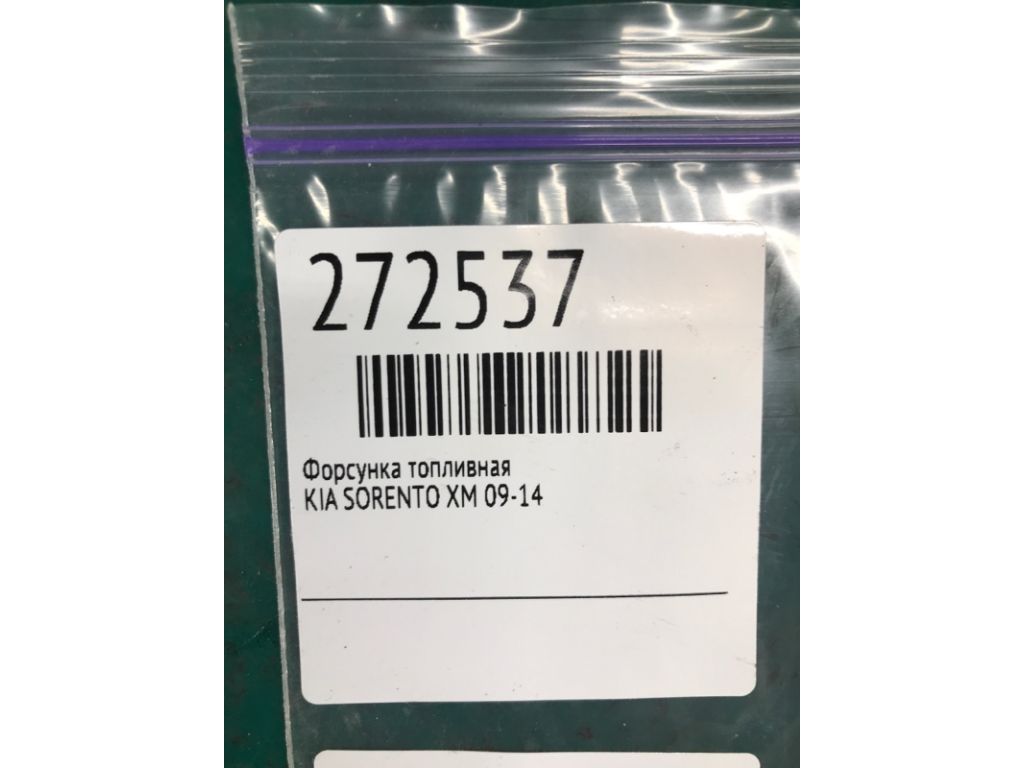 272537
Форсунка топливная
KIA SORENTO XM 09-14